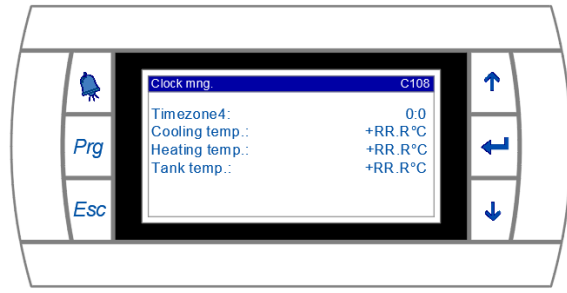 Clock mng. C108
Timezone4: 0:0
Cooling temp.: +RR.R°C
Heating temp.: +RR.R°C
Tank temp.: +RR.R°C
Prg
Esc